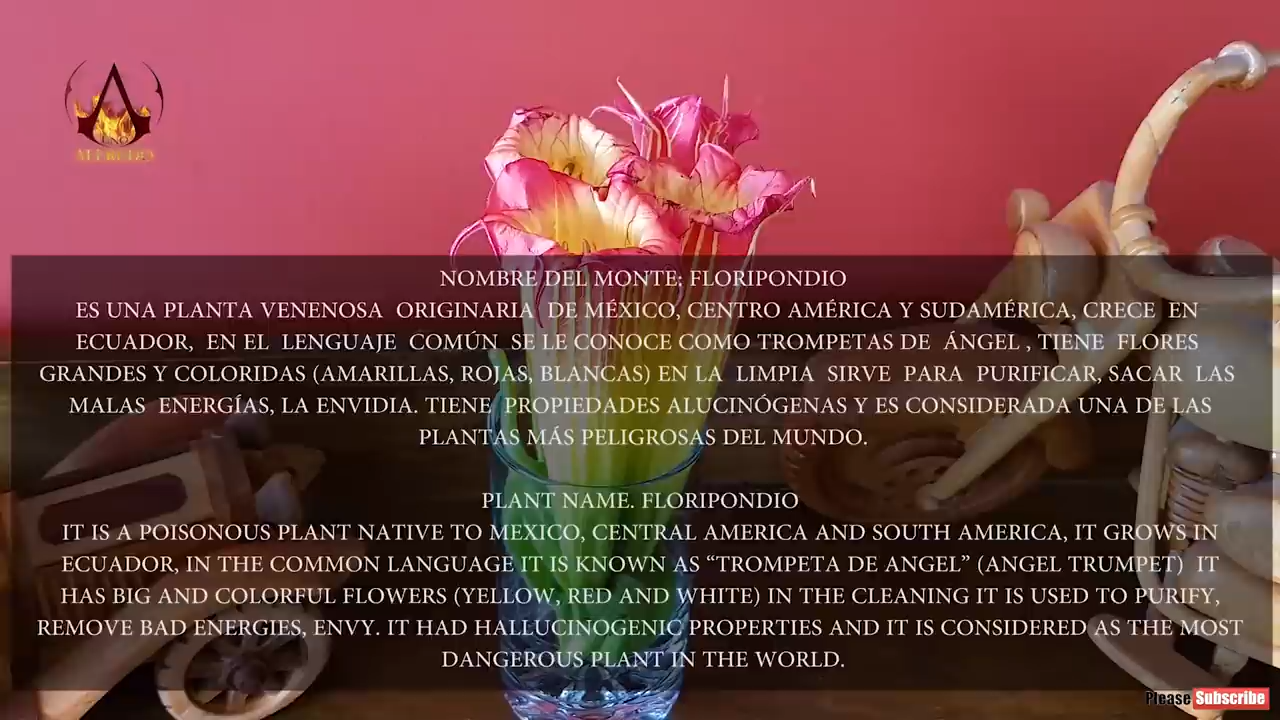 NOMBRE DEL MONTE: FLORIPONDIO
ES UNA PLANTA VENENOSA ORIGINARIA DE MÉXICO, CENTRO AMÉRICA Y SUDAMÉRICA, CRECE EN
ECUADOR, EN EL LENGUAJE COMÚN SE LE CONOCE COMO TROMPETAS DE ÁNGEL , TIENE FLORES
GRANDES Y COLORIDAS (AMARILLAS, ROJAS, BLANCAS) EN LA LIMPIA SIRVE PARA PURIFICAR, SACAR LAS
MALAS ENERGÍAS, LA ENVIDIA. TIENE PROPIEDADES ALUCINÓGENAS Y ES CONSIDERADA UNA DE LAS
PLANTAS MÁS PELIGROSAS DEL MUNDO.
PLANT NAME. FLORIPONDIO
IT IS A POISONOUS PLANT NATIVE TO MEXICO, CENTRAL AMERICA AND SOUTH AMERICA, IT GROWS IN
ECUADOR, IN THE COMMON LANGUAGE IT IS KNOWN AS “TROMPETA DE ANGEL” (ANGEL TRUMPET) IT
HAS BIG AND COLORFUL FLOWERS (YELLOW, RED AND WHITE) IN THE CLEANING IT IS USED TO PURIFY,
REMOVE BAD ENERGIES, ENVY. IT HAD HALLUCINOGENIC PROPERTIES AND IT IS CONSIDERED AS THE MOST
DANGEROUS PLANT IN THE WORLD.
Please Subscribe